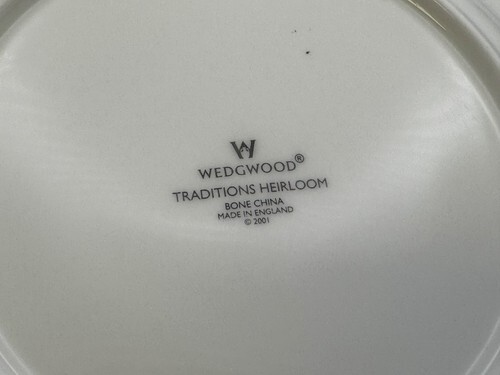 W
WEDGWOOD®
TRADITIONS HEIRLOOM
BONE CHINA
MADE IN ENGLAND
© 2001